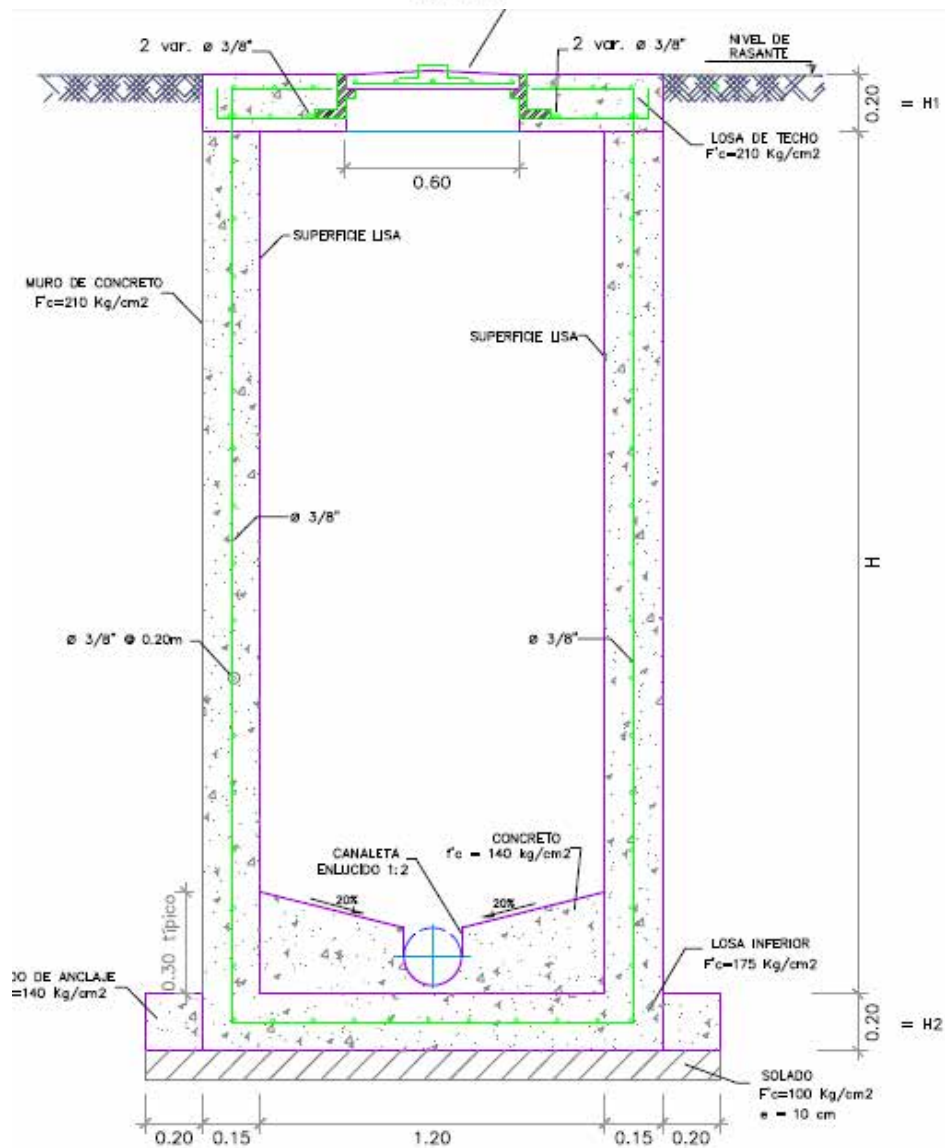 2 var. ø 3/8"
2 var. ø 3/8"
NIVEL DE
RASANTE
0.20
= H1
LOSA DE TECHO
F'c=210 Kg/cm2
0.60
SUPERFICIE LISA
MURO DE CONCRETO
F'c=210 Kg/cm2
SUPERFICIE LISA
ø 3/8"
H
ø 3/8" @ 0.20m
ø 3/8"
CANALETA
ENLUCIDO 1:2
CONCRETO
f'c = 140 kg/cm2
20%
20%
0.30 típico
DO DE ANCLAJE
=140 Kg/cm2
LOSA INFERIOR
F'c=175 Kg/cm2
0.20
= H2
SOLADO
F'c=100 Kg/cm2
e = 10 cm
0.20
0.15
1.20
0.15
0.20